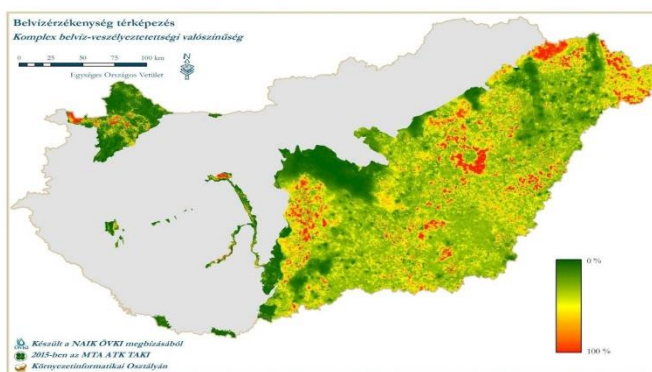 Belvízérzékenység térképezés
Komplex belvíz-veszélyeztetettségi valószínűség
0 25 50 100 km
Egységes Országos Vetület
0 %
100 %
Készült a NAIK ÖVKI megbízásából
2015-ben az MTA ATK TAKI
Környezetinformatikai Osztályán